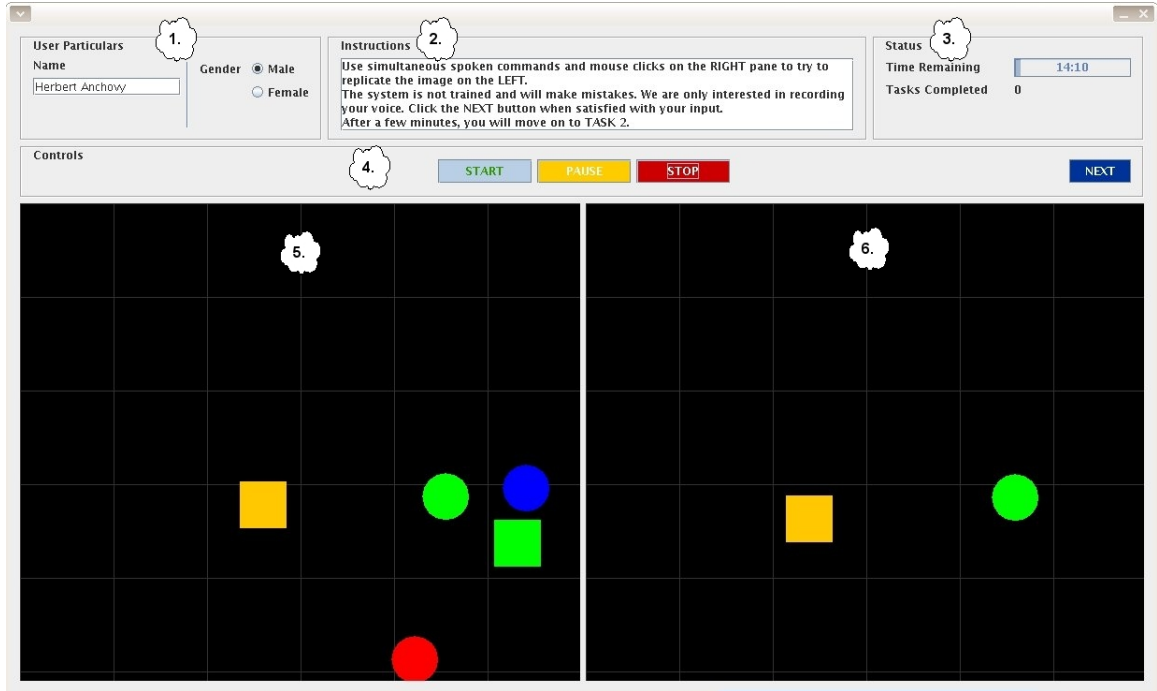 User Particulars
1.
Name
Herbert Anchovy
Gender
Male
Female
Instructions
2.
Use simultaneous spoken commands and mouse clicks on the RIGHT pane to try to
replicate the image on the LEFT.
The system is not trained and will make mistakes. We are only interested in recording
your voice. Click the NEXT button when satisfied with your input.
After a few minutes, you will move on to TASK 2.
Status
3.
Time Remaining 14:10
Tasks Completed 0
Controls
4.
START PAUSE STOP NEXT
5.
6.